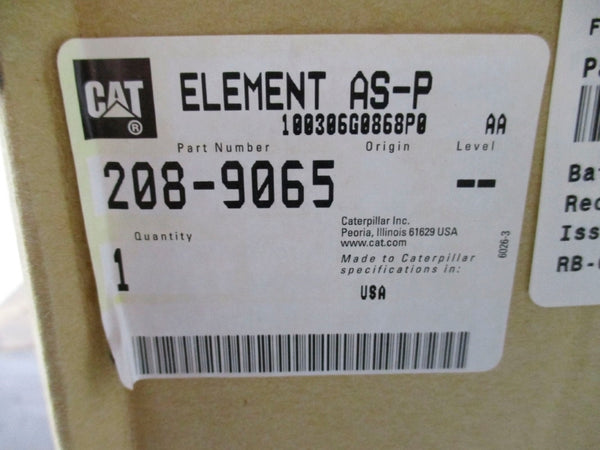 CAT®
ELEMENT AS-P
100306G0868P0 AA
Part Number Origin Level
208-9065 --
Quantity
1
Caterpillar Inc.
Peoria, Illinois 61629 USA
www.cat.com
Made to Caterpillar
specifications in:
USA
6026-3
F
Pa
Ba
Rec
Iss
RB-